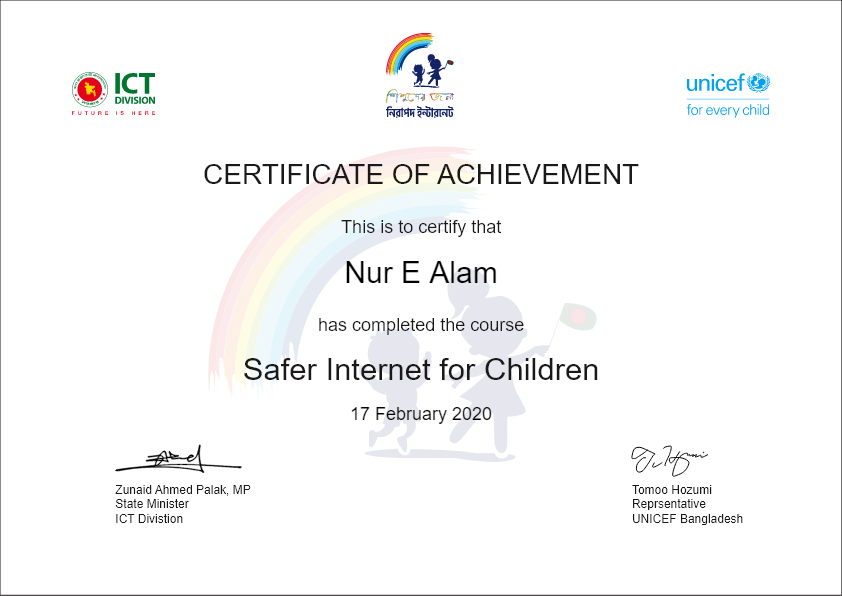 ICT
DIVISION
FUTURE IS HERE
শিশুদের জন্য
নিরাপদ ইন্টারনেট
unicef
for every child
CERTIFICATE OF ACHIEVEMENT
This is to certify that
Nur E Alam
has completed the course
Safer Internet for Children
17 February 2020
Zunaid Ahmed Palak, MP
State Minister
ICT Divistion
Tomoo Hozumi
Reprsentative
UNICEF Bangladesh